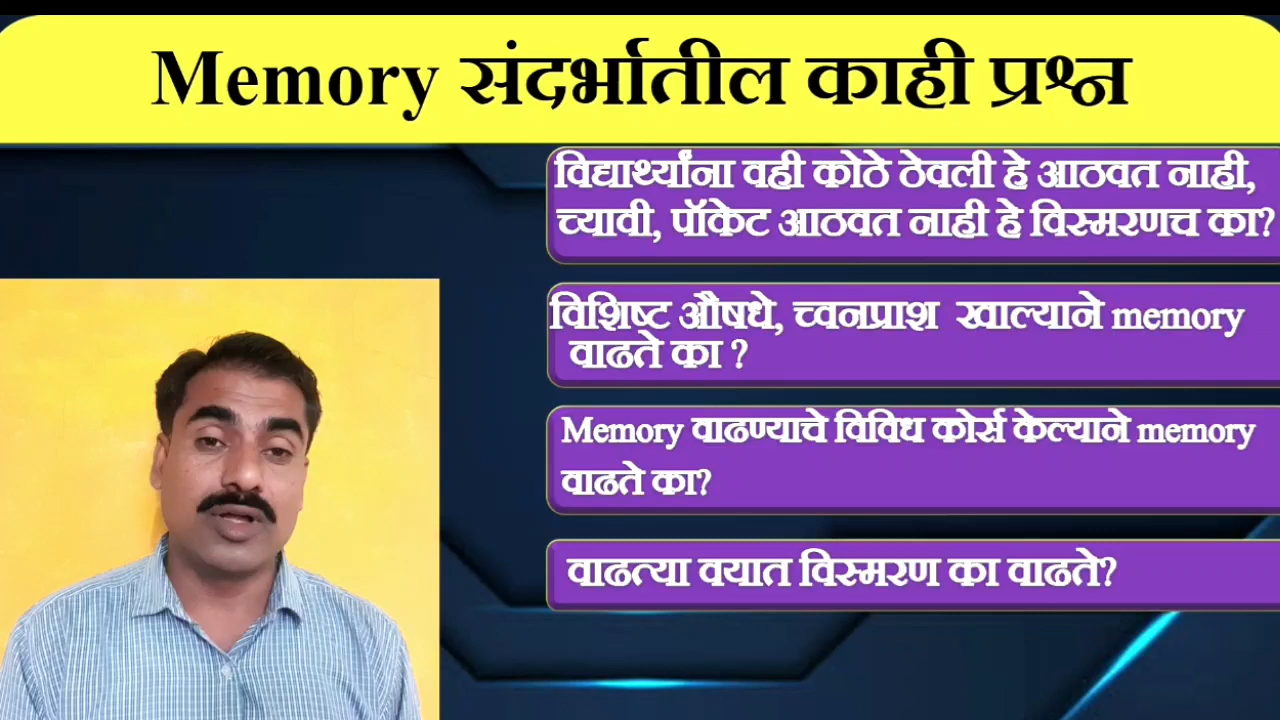 Memory संदर्भातील काही प्रश्न
विद्यार्थ्यांना वही कोठे ठेवली हे आठवत नाही,
च्यावी, पॉकेट आठवत नाही हे विस्मरणच का?
विशिष्ट औषधे, च्वनप्राश खाल्याने memory
वाढते का ?
Memory वाढण्याचे विविध कोर्स केल्याने memory
वाढते का?
वाढत्या वयात विस्मरण का वाढते?